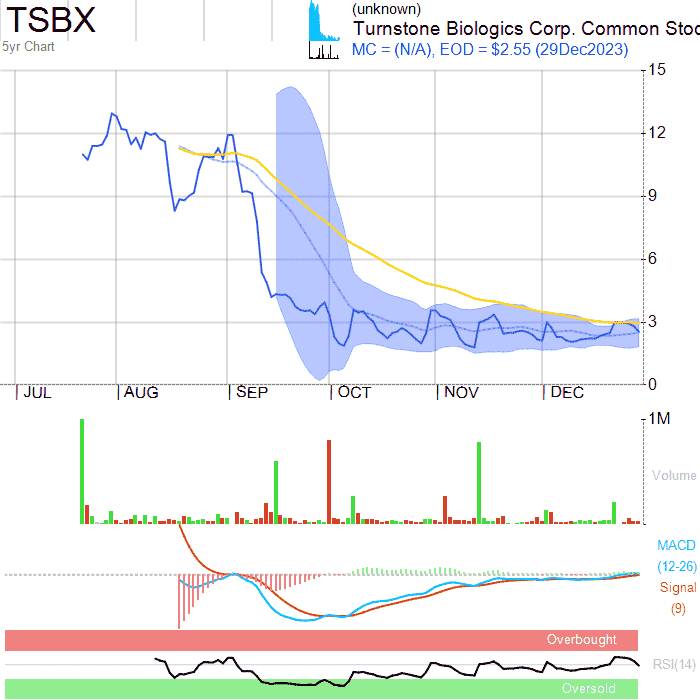 TSBX
5yr Chart
(unknown)
Turnstone Biologics Corp. Common Stoc
MC = (N/A), EOD = $2.55 (29Dec2023)
15
12
9
6
3
0
JUL AUG SEP OCT NOV DEC
1M
Volume
MACD
(12-26)
Signal
(9)
Overbought
RSI(14)
Oversold